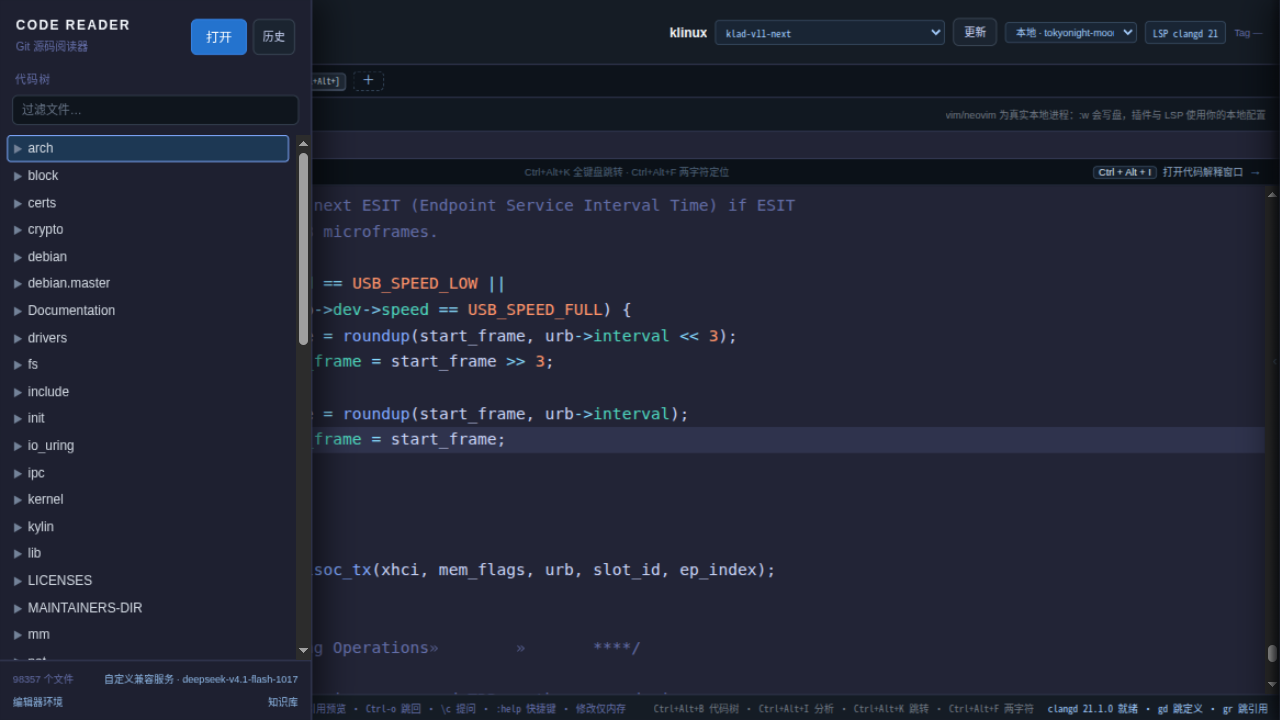 CODE READER
Git 源码阅读器
打开
历史
代码树
过滤文件…
arch
block
certs
crypto
debian
debian.master
Documentation
drivers
fs
include
init
io_uring
ipc
kernel
kylin
lib
LICENSES
MAINTAINERS-DIR
mm
98357 个文件
自定义兼容服务 · deepseek-v4.1-flash-1017
编辑器环境
知识库
klinux
klad-v11-next
更新
本地 · tokyonight-moon
LSP clangd 21
Tag —
+Alt+]
+
vim/neovim 为真实本地进程：:w 会写盘，插件与 LSP 使用你的本地配置
Ctrl+Alt+K 全键盘跳转 · Ctrl+Alt+F 两字符定位
Ctrl + Alt + I 打开代码解释窗口 →
next ESIT (Endpoint Service Interval Time) if ESIT
microframes.
== USB_SPEED_LOW ||
->dev->speed == USB_SPEED_FULL) {
= roundup(start_frame, urb->interval << 3);
_frame = start_frame >> 3;
= roundup(start_frame, urb->interval);
_frame = start_frame;
soc_tx(xhci, mem_flags, urb, slot_id, ep_index);
g Operations» » ****/
用预览 · Ctrl-o 跳回 · \c 提问 · :help 快捷键 · 修改仅内存
Ctrl+Alt+B 代码树 · Ctrl+Alt+I 分析 · Ctrl+Alt+K 跳转 · Ctrl+Alt+F 两字符
clangd 21.1.0 就绪 · gd 跳定义 · gr 跳引用